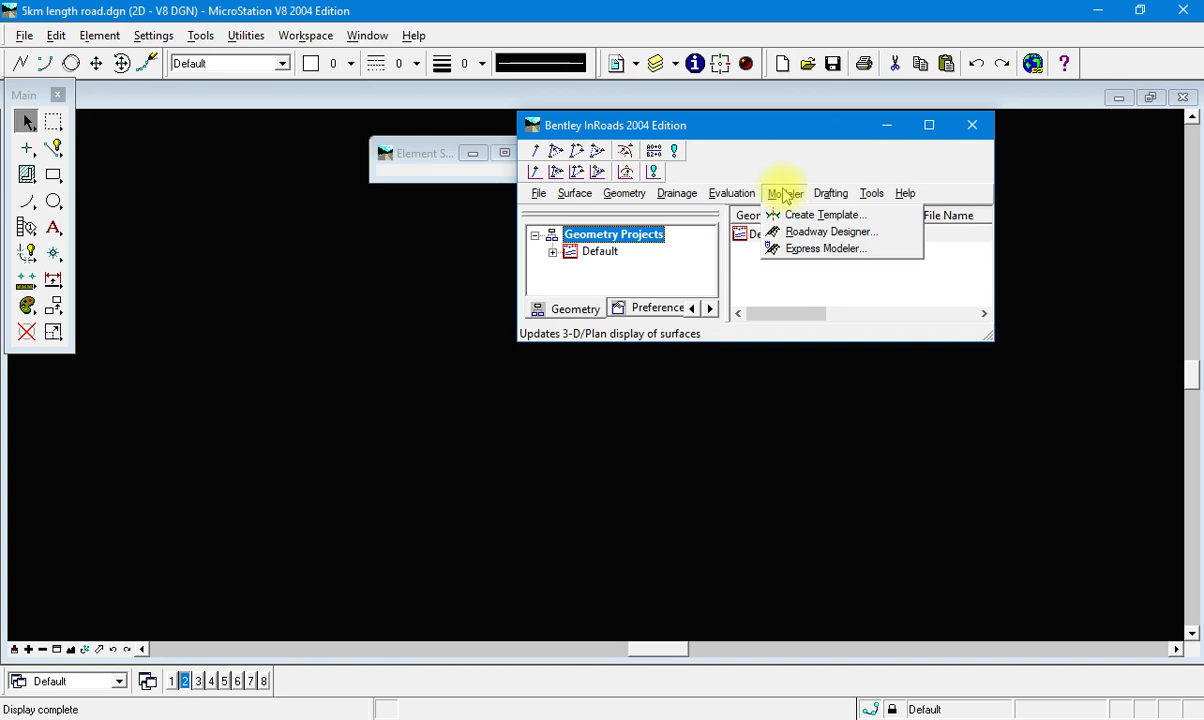 5km length road.dgn (2D - V8 DGN) - MicroStation V8 2004 Edition
File Edit Element Settings Tools Utilities Workspace Window Help
Default 0 0 0
Main
Element S...
Bentley InRoads 2004 Edition
File Surface Geometry Drainage Evaluation Modeler Drafting Tools Help
Geometry Projects
Default
Geometry Preference
Geor File Name
De
Create Template...
Roadway Designer...
Express Modeler...
Updates 3-D/Plan display of surfaces
Default 1 2 3 4 5 6 7 8
Display complete Default